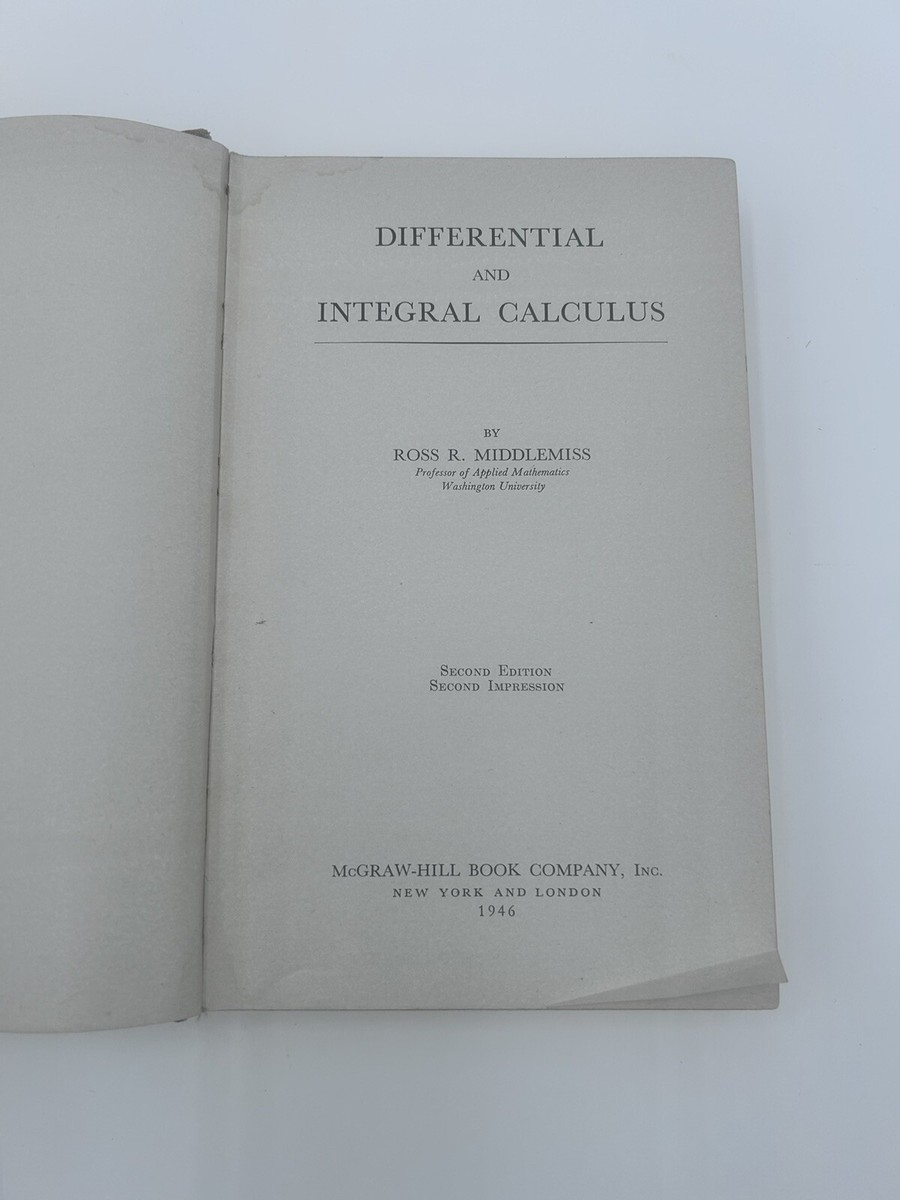 DIFFERENTIAL
AND
INTEGRAL CALCULUS
BY
ROSS R. MIDDLEMISS
Professor of Applied Mathematics
Washington University
Second Edition
Second Impression
McGRAW-HILL BOOK COMPANY, Inc.
NEW YORK AND LONDON
1946